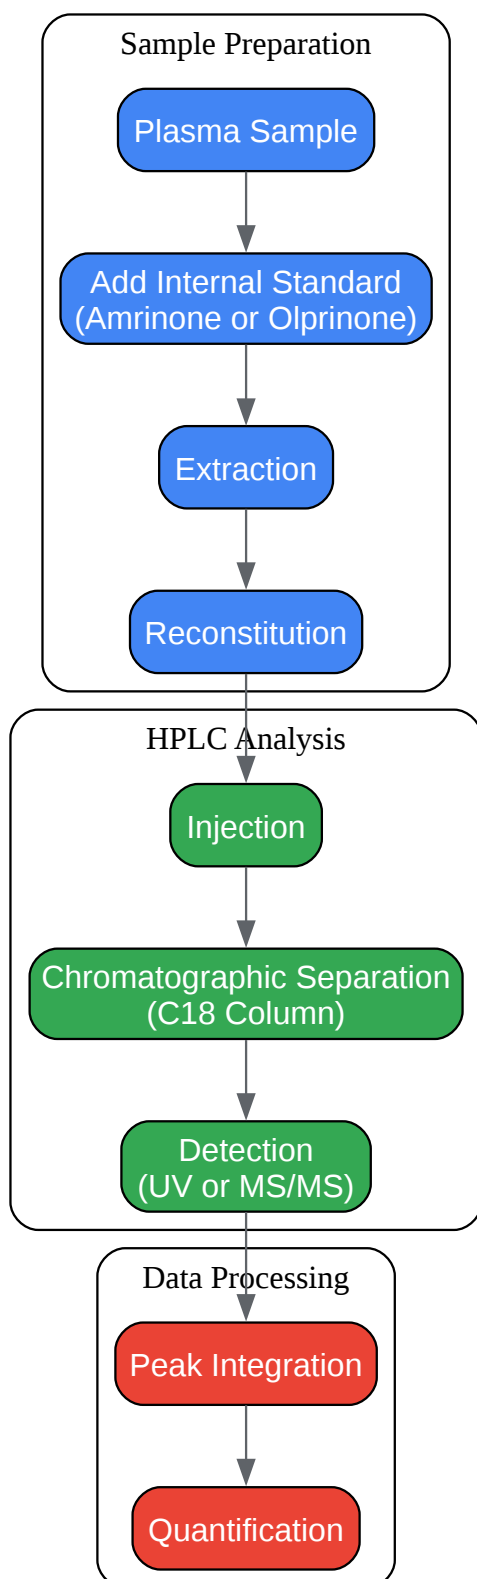 Sample Preparation
Plasma Sample
Add Internal Standard
(Amrinone or Olprinone)
Extraction
Reconstitution
HPLC Analysis
Injection
Chromatographic Separation
(C18 Column)
Detection
(UV or MS/MS)
Data Processing
Peak Integration
Quantification